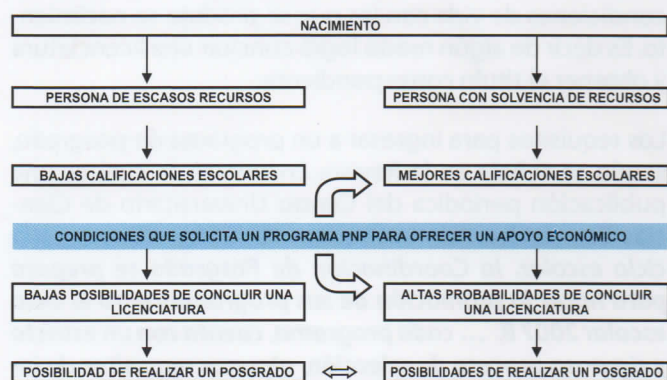 NACIMIENTO
PERSONA DE ESCASOS RECURSOS
PERSONA CON SOLVENCIA DE RECURSOS
BAJAS CALIFICACIONES ESCOLARES
MEJORES CALIFICACIONES ESCOLARES
CONDICIONES QUE SOLICITA UN PROGRAMA PNP PARA OFRECER UN APOYO ECONÓMICO
BAJAS POSIBILIDADES DE CONCLUIR UNA
LICENCIATURA
ALTAS PROBABILIDADES DE CONCLUIR
UNA LICENCIATURA
POSIBILIDAD DE REALIZAR UN POSGRADO
POSIBILIDADES DE REALIZAR UN POSGRADO